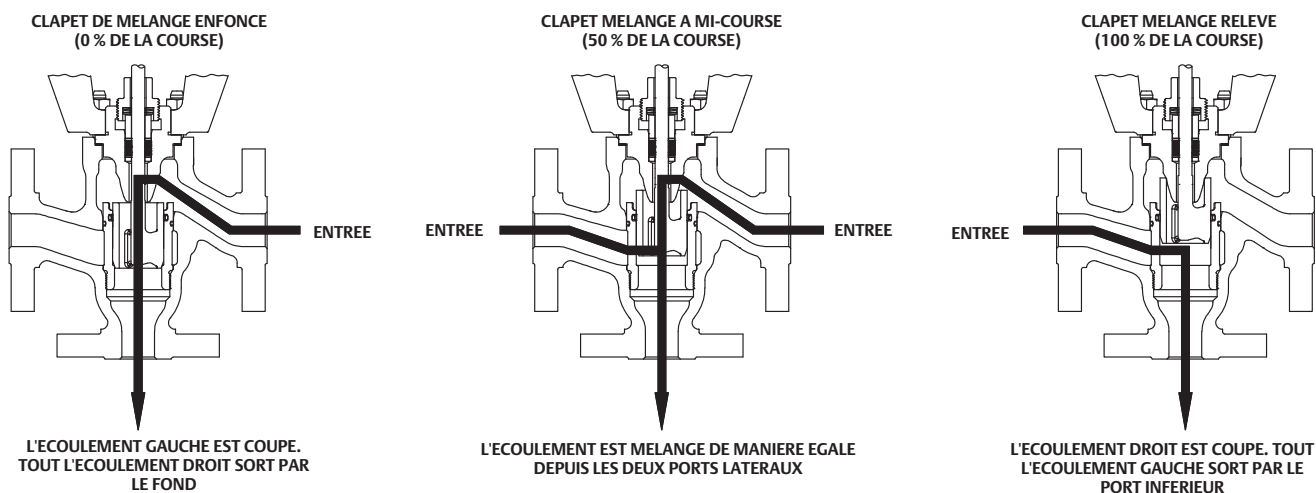 CLAPET DE MELANGE ENFONCE
(0 % DE LA COURSE)
ENTREE
L'ECOULEMENT GAUCHE EST COUPE.
TOUT L'ECOULEMENT DROIT SORT PAR
LE FOND
CLAPET MELANGE A MI-COURSE
(50 % DE LA COURSE)
ENTREE
ENTREE
L'ECOULEMENT EST MELANGE DE MANIERE EGALE
DEPUIS LES DEUX PORTS LATERAUX
CLAPET MELANGE RELEVE
(100 % DE LA COURSE)
ENTREE
L'ECOULEMENT DROIT EST COUPE. TOUT
L'ECOULEMENT GAUCHE SORT PAR LE
PORT INFERIEUR